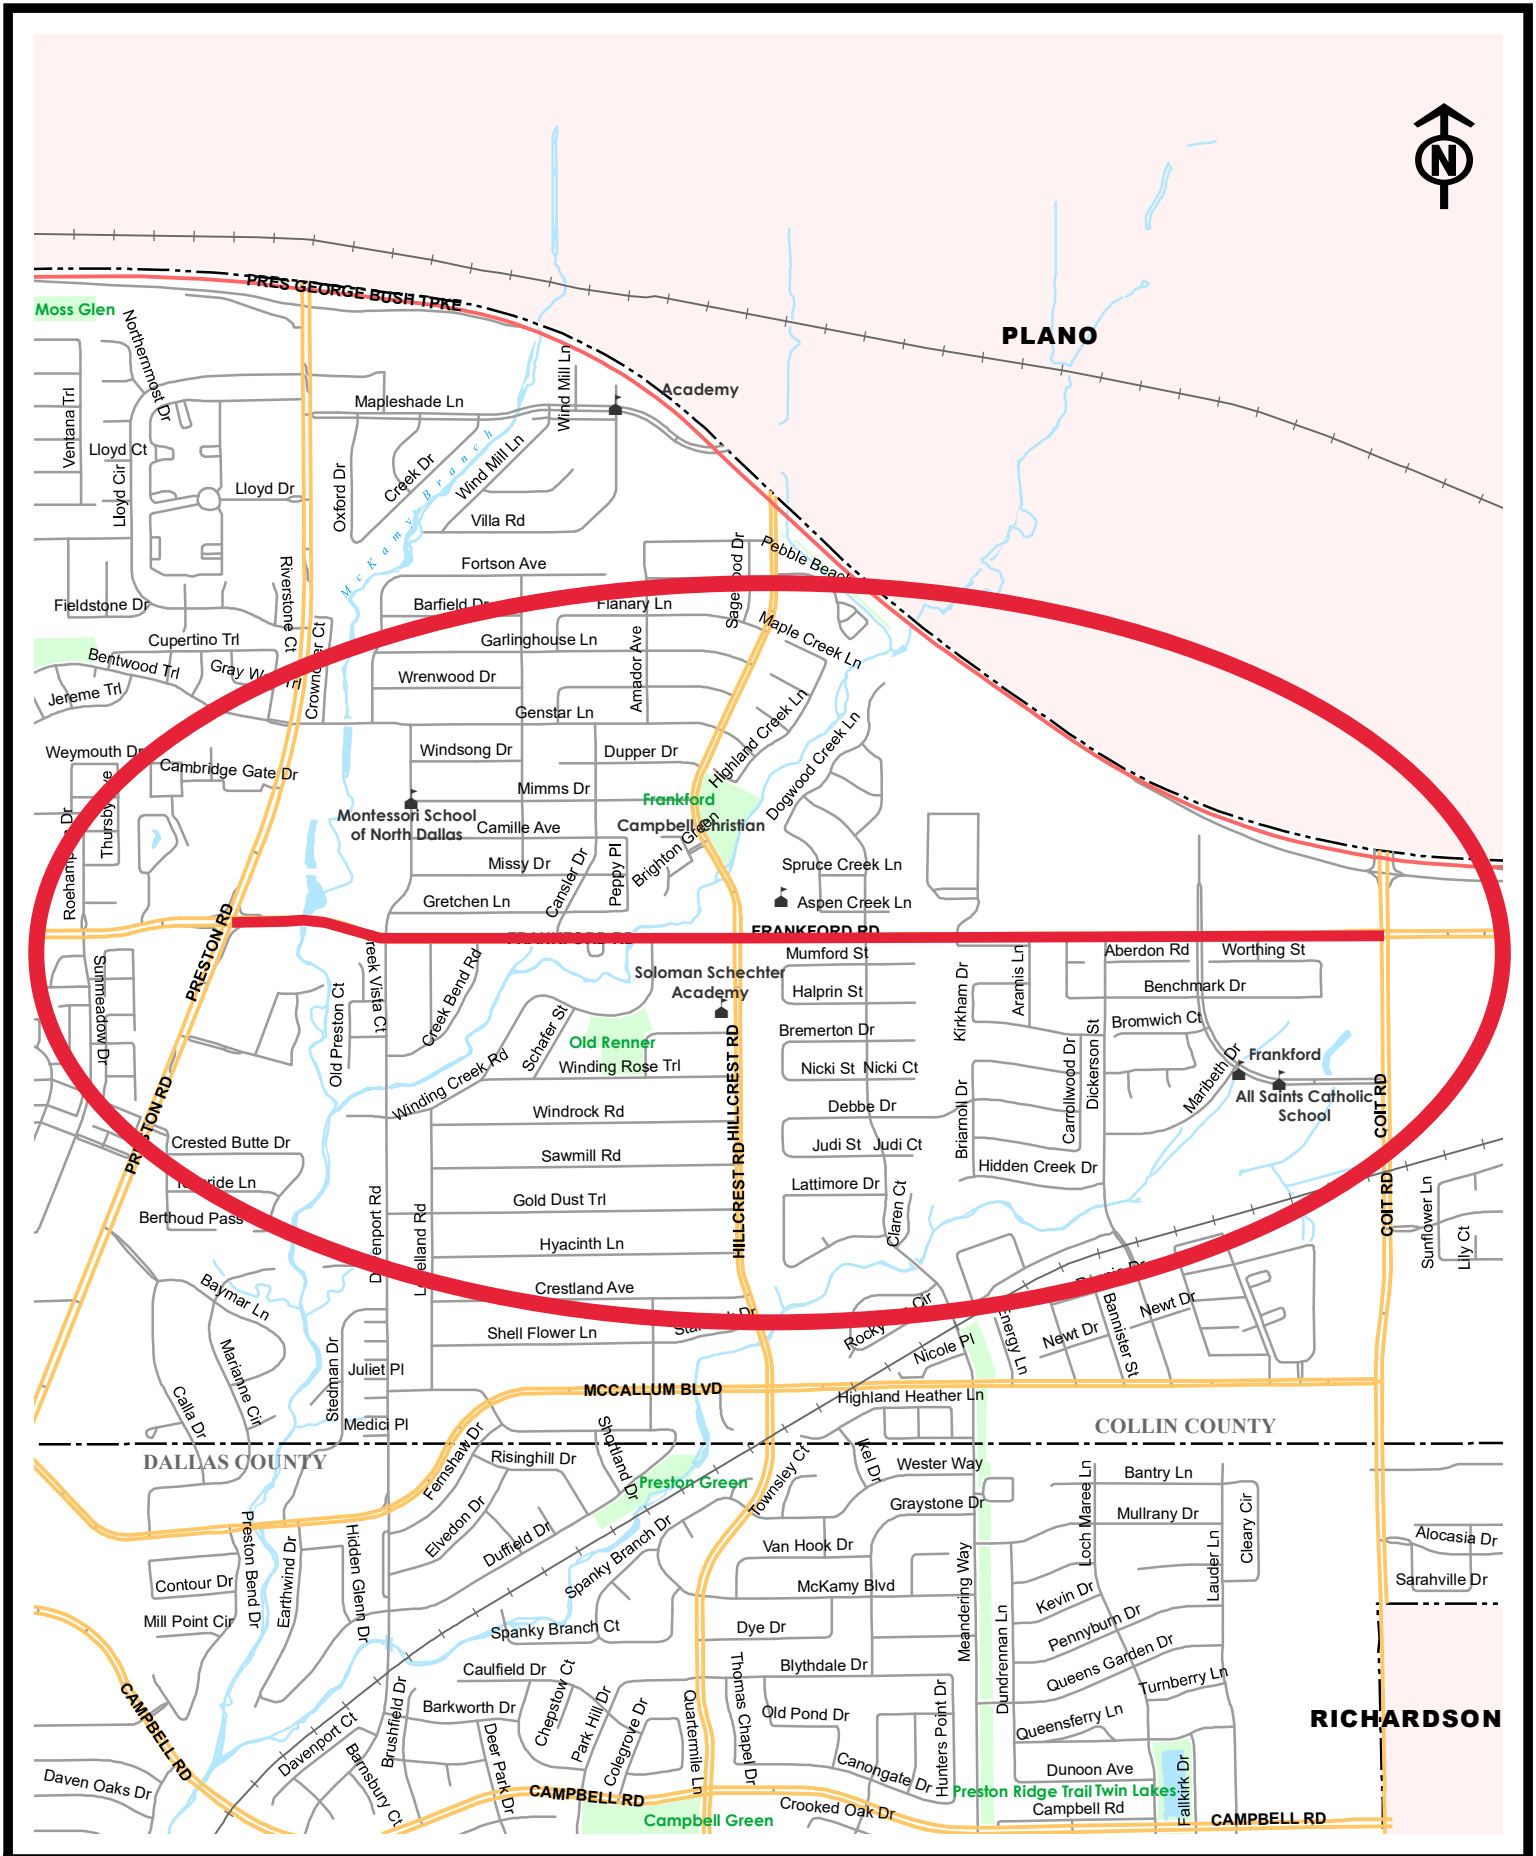 N
PRES GEORGE BUSH TPKE
Moss Glen
Northernmost Dr
PLANO
Academy
Wind Mill Ln
Mapleshade Ln
Ventana Trl
Lloyd Ct
Lloyd Cir
Lloyd Dr
Oxford Dr
Creek Dr
McKamy Branch
Wind Mill Ln
Villa Rd
Fortson Ave
Pebble Beach
Riverstone Ct
Fieldstone Dr
Barfield Dr
Flanary Ln
Sagewood Dr
Maple Creek Ln
Cupertino Trl
Crownover Ct
Garlinghouse Ln
Amador Ave
Bentwood Trl
Jereme Trl
Wrenwood Dr
Genstar Ln
Highland Creek Ln
Dogwood Creek Ln
Weymouth Dr
Windsong Dr
Dupper Dr
Cambridge Gate Dr
Mimms Dr
Frankford
Montessori School
of North Dallas
Camille Ave
Campbell Christian
Brighton Green
Missy Dr
Cansler Dr
Peppy Pl
Spruce Creek Ln
Gretchen Ln
Aspen Creek Ln
PRESTON RD
FRANKFORD RD
FRANKFORD RD
Sunmeadow Dr
Old Preston Ct
Creek Bend Rd
Soloman Schechter
Academy
Mumford St
Halprin St
Kirkham Dr
Aramis Ln
Aberdon Rd
Worthing St
Benchmark Dr
Bromwich Ct
Schafer St
Old Renner
Winding Rose Trl
Winding Creek Rd
HILLCREST RD
Bremerton Dr
Nicki St
Nicki Ct
Carrollwood Dr
Dickerson St
Maribeth Dr
Frankford
All Saints Catholic
School
COIT RD
PRESTON RD
Windrock Rd
Debbe Dr
Briarnoll Dr
Crested Butte Dr
Sawmill Rd
HILLCREST RD
Judi St
Judi Ct
Hidden Creek Dr
Berthoud Pass
Davenport Rd
Gold Dust Trl
Lattimore Dr
Claren Ct
COIT RD
Sunflower Ln
Lily Ct
Hyacinth Ln
Crestland Ave
Baymar Ln
Shell Flower Ln
Nicole Pl
Energy Ln
Newt Dr
Bannister St
Newt Dr
Marianne Cir
Calla Dr
Stedman Dr
Juliet Pl
Medici Pl
MCCALLUM BLVD
Highland Heather Ln
COLLIN COUNTY
DALLAS COUNTY
Fernshaw Dr
Risinghill Dr
Shortland Dr
Preston Green
Townsley Ct
Ikel Dr
Wester Way
Graystone Dr
Loch Maree Ln
Bantry Ln
Mullrany Dr
Cleary Cir
Lauder Ln
Alocasia Dr
Sarahville Dr
Preston Bend Dr
Earthwind Dr
Hidden Glenn Dr
Elvedon Dr
Duffield Dr
Spanky Branch Dr
Van Hook Dr
McKamy Blvd
Meandering Way
Kevin Dr
Contour Dr
Mill Point Cir
Spanky Branch Ct
Dye Dr
Dundrennan Ln
Pennyburn Dr
Queens Garden Dr
Turnberry Ln
Caulfield Dr
Chepstow Ct
Blythdale Dr
Brushfield Dr
Barkworth Dr
Park Hill Dr
Colegrove Dr
Quartermile Ln
Thomas Chapel Dr
Old Pond Dr
Hunters Point Dr
Queensferry Ln
RICHARDSON
CAMPBELL RD
Davenport Ct
Barnsbury Ct
Deer Park Dr
Canongate Dr
Dunoon Ave
Fallkirk Dr
Daven Oaks Dr
CAMPBELL RD
Preston Ridge Trail
Twin Lakes
Crooked Oak Dr
Campbell Rd
Campbell Green
CAMPBELL RD